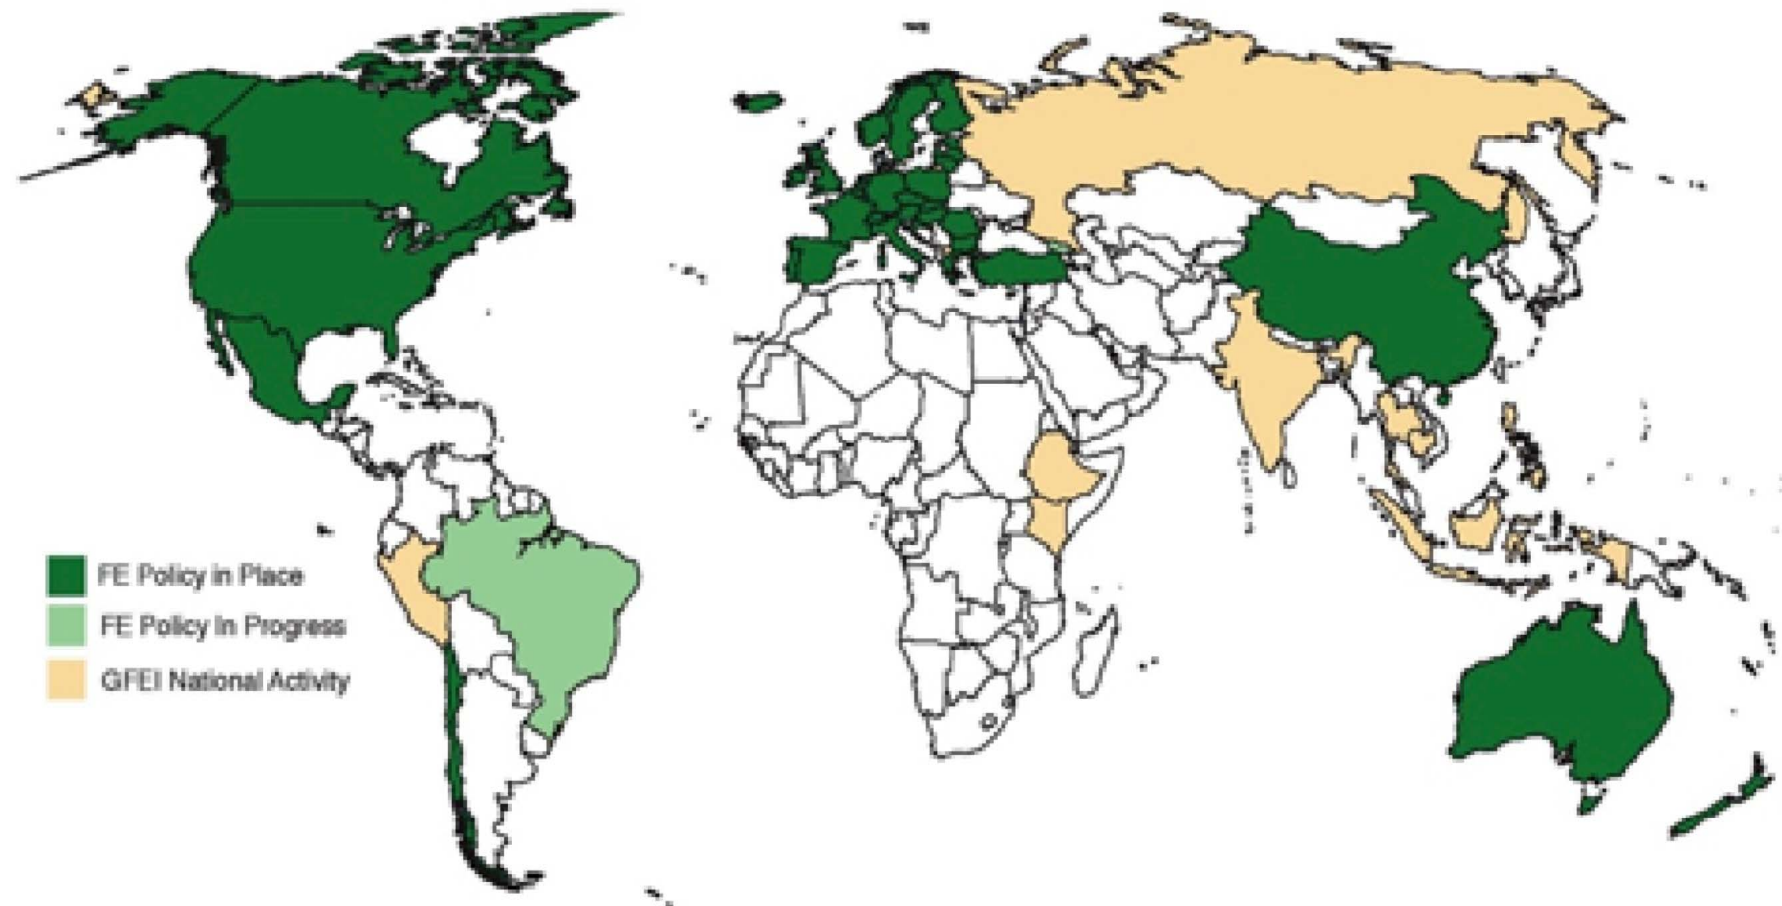 FE Policy in Place
FE Policy In Progress
GFEI National Activity